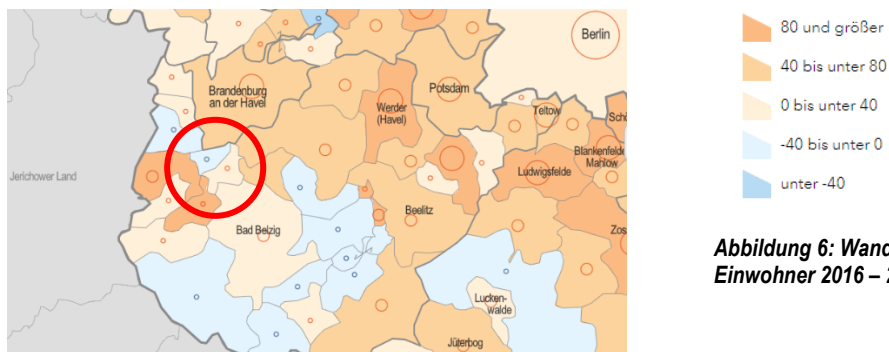 Berlin
Brandenburg
an der Havel
Potsdam
Werder
(Havel)
Teltow
Blankenfelde
Mahlow
Ludwigsfelde
Jerichower Land
Beelitz
Bad Belzig
Lucken-
walde
Jüterbog
80 und größer
40 bis unter 80
0 bis unter 40
-40 bis unter 0
unter -40
Abbildung 6: Wand
Einwohner 2016 –